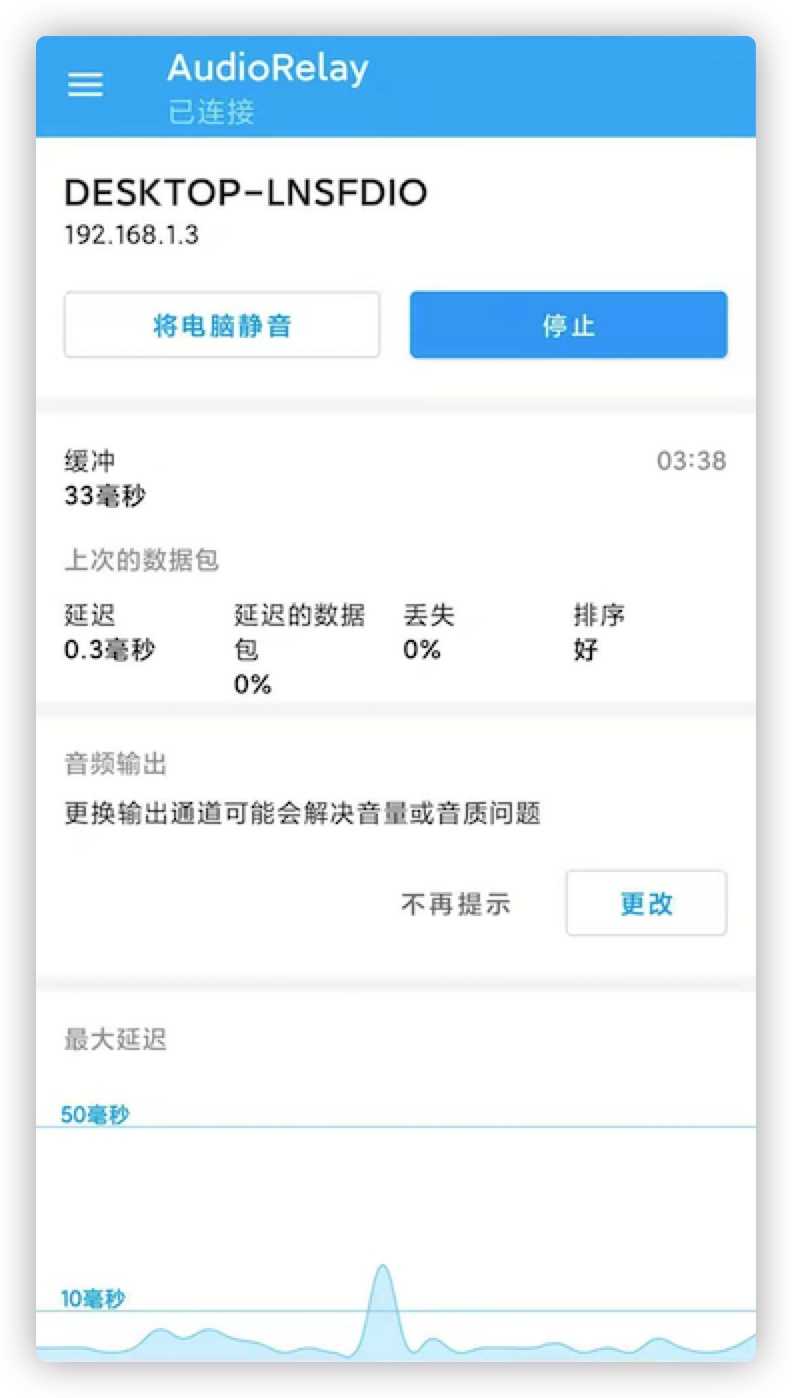 AudioRelay
已连接
DESKTOP-LNSFDIO
192.168.1.3
将电脑静音
停止
缓冲
03:38
33毫秒
上次的数据包
延迟
延迟的数据
丢失
排序
0.3毫秒
包
0%
好
0%
音频输出
更换输出通道可能会解决音量或音质问题
不再提示
更改
最大延迟
50毫秒
10毫秒